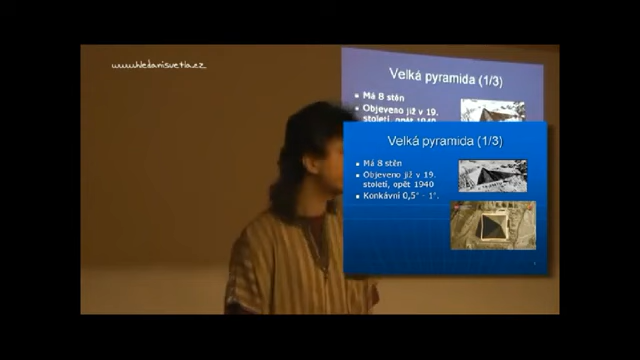 www.hledanisvetla.cz
Velká pyramida (1/3)
Má 8 stěn
Objeveno již v 19.
století, opět 1940
Velká pyramida (1/3)
Má 8 stěn
Objeveno již v 19.
století, opět 1940
Konkávní 0,5° - 1°.